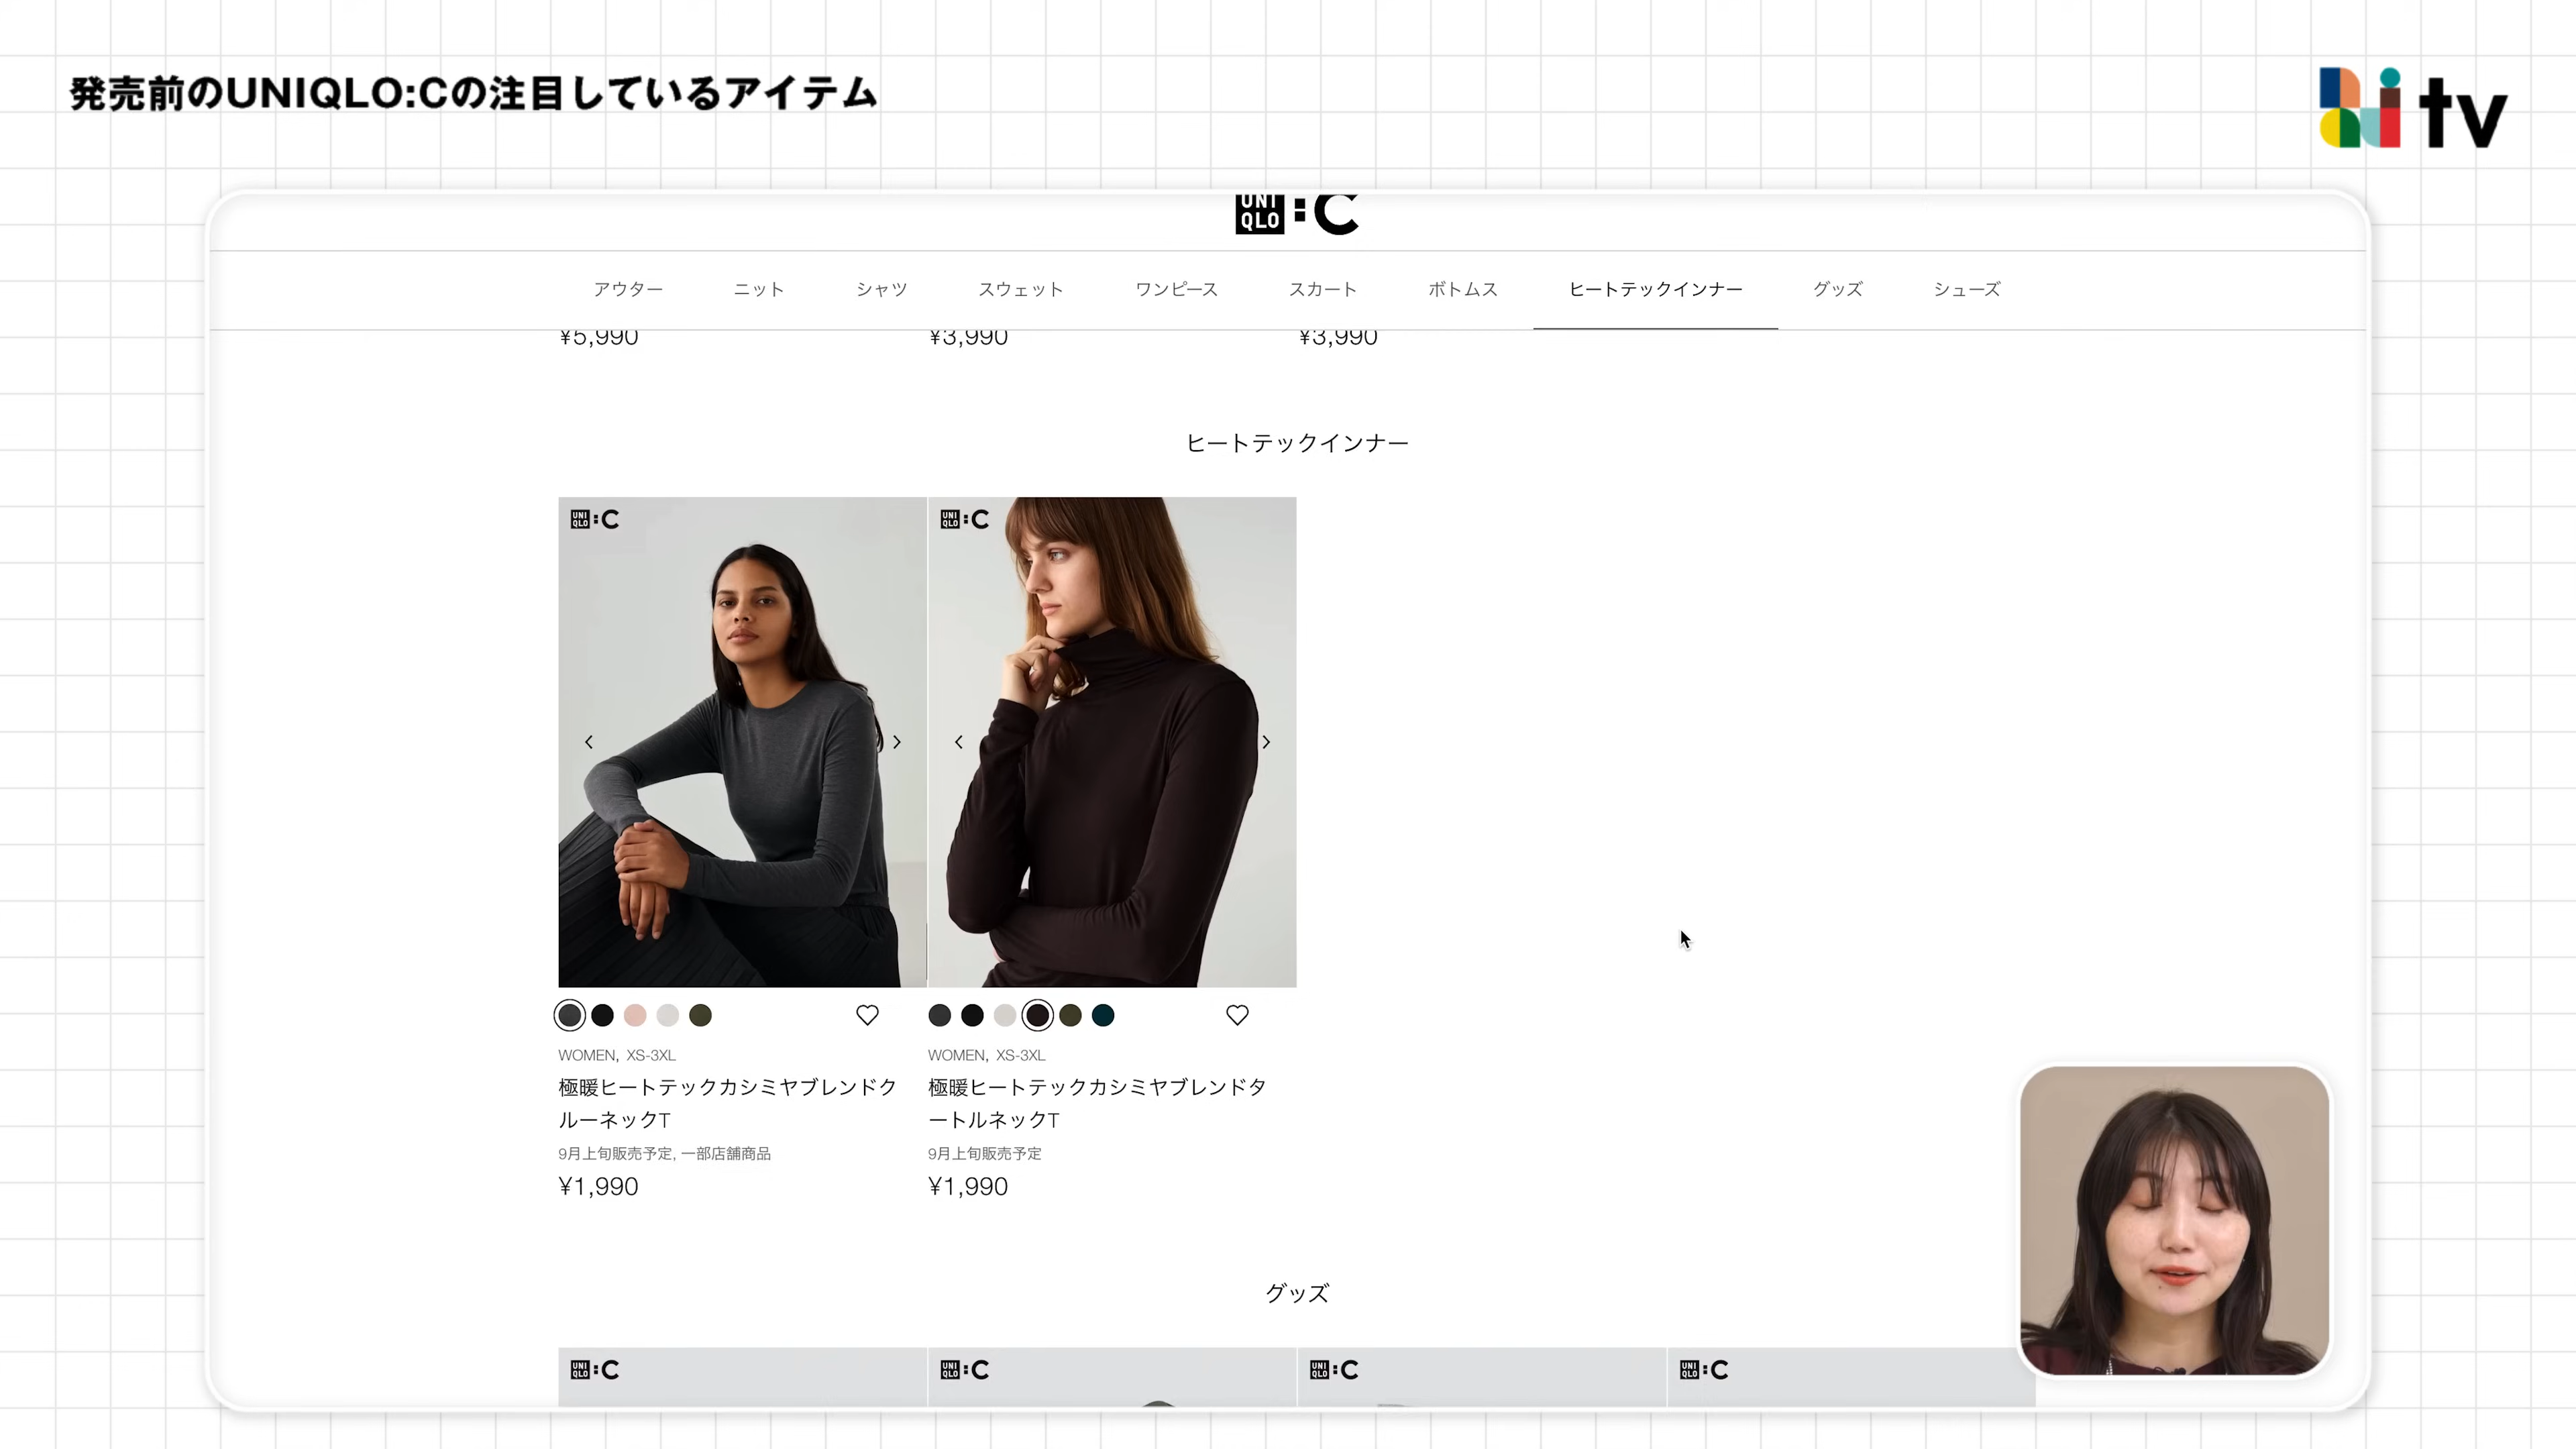 発売前のUNIQLO:Cの注目しているアイテム
tv
UNI QLO : C
アウター ニット シャツ スウェット ワンピース スカート ボトムス ヒートテックインナー グッズ シューズ
¥5,990 ¥3,990 ¥3,990
ヒートテックインナー
UNI QLO : C UNI QLO : C
WOMEN, XS-3XL
極暖ヒートテックカシミヤブレンドク
ルーネックT
9月上旬販売予定, 一部店舗商品
¥1,990
WOMEN, XS-3XL
極暖ヒートテックカシミヤブレンドタ
ートルネックT
9月上旬販売予定
¥1,990
グッズ
UNI QLO : C UNI QLO : C UNI QLO : C UNI QLO : C